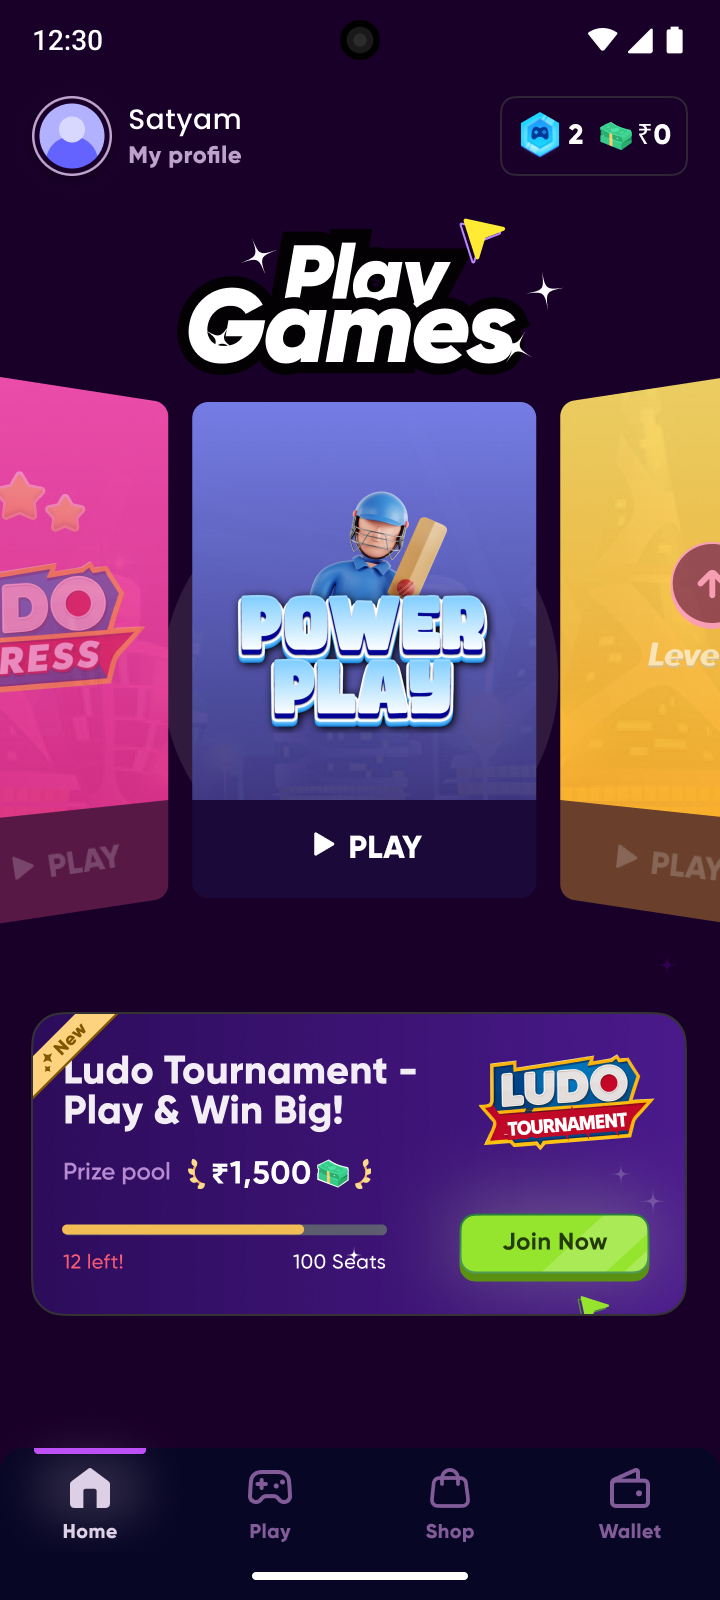 12:30
Satyam
My profile
2 ₹0
Play
Games
DO
RESS
PLAY
POWER
PLAY
PLAY
Leve
PLAY
New
Ludo Tournament -
Play & Win Big!
Prize pool ₹1,500
12 left! 100 Seats
LUDO
TOURNAMENT
Join Now
Home Play Shop Wallet